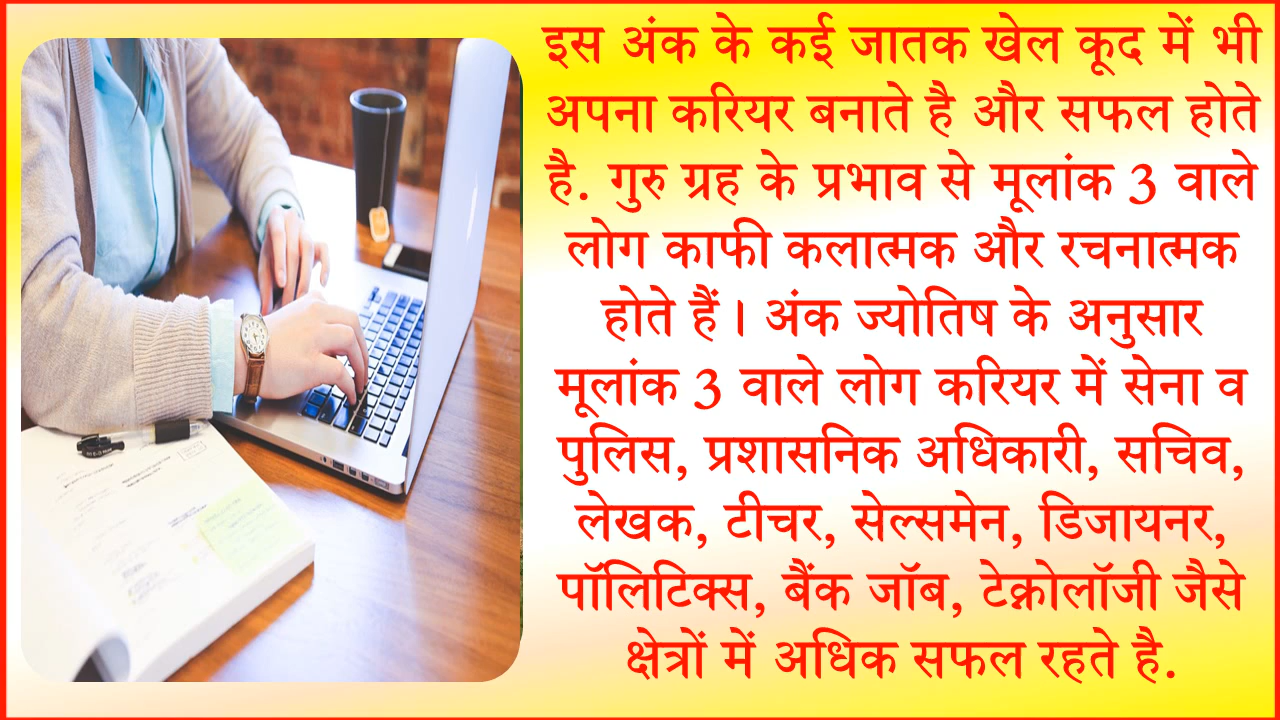 इस अंक के कई जातक खेल कूद में भी
अपना करियर बनाते है और सफल होते
है. गुरु ग्रह के प्रभाव से मूलांक 3 वाले
लोग काफी कलात्मक और रचनात्मक
होते हैं। अंक ज्योतिष के अनुसार
मूलांक 3 वाले लोग करियर में सेना व
पुलिस, प्रशासनिक अधिकारी, सचिव,
लेखक, टीचर, सेल्समेन, डिजायनर,
पॉलिटिक्स, बैंक जॉब, टेक्नोलॉजी जैसे
क्षेत्रों में अधिक सफल रहते है.